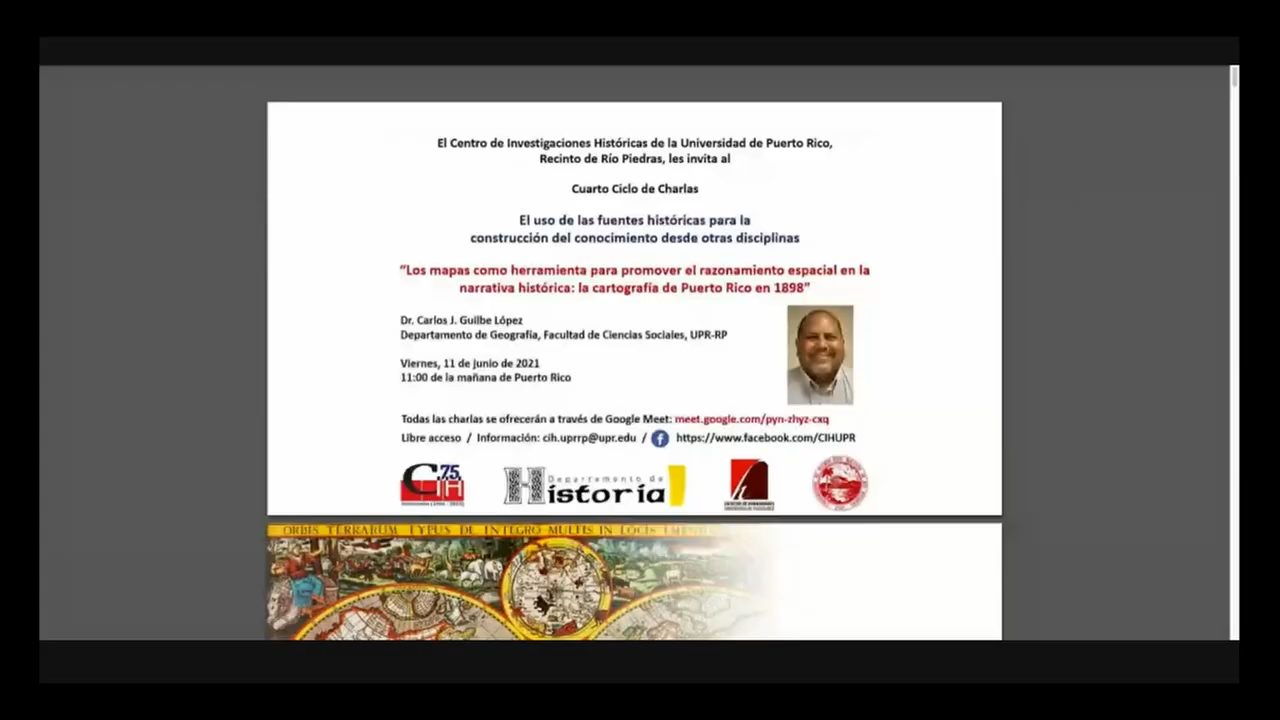 El Centro de Investigaciones Históricas de la Universidad de Puerto Rico,
Recinto de Río Piedras, les invita al
Cuarto Ciclo de Charlas
El uso de las fuentes históricas para la
construcción del conocimiento desde otras disciplinas
"Los mapas como herramienta para promover el razonamiento espacial en la
narrativa histórica: la cartografía de Puerto Rico en 1898"
Dr. Carlos J. Guilbe López
Departamento de Geografía, Facultad de Ciencias Sociales, UPR-RP
Viernes, 11 de junio de 2021
11:00 de la mañana de Puerto Rico
Todas las charlas se ofrecerán a través de Google Meet: meet.google.com/pyn-zhyz-cxq
Libre acceso / Información: cih.uprrp@upr.edu / f https://www.facebook.com/CIHUPR
CIH 75
Departamento de
Historia
ORBIS TERRARUM TYPUS DE INTEGRO MULTIS IN LOCIS